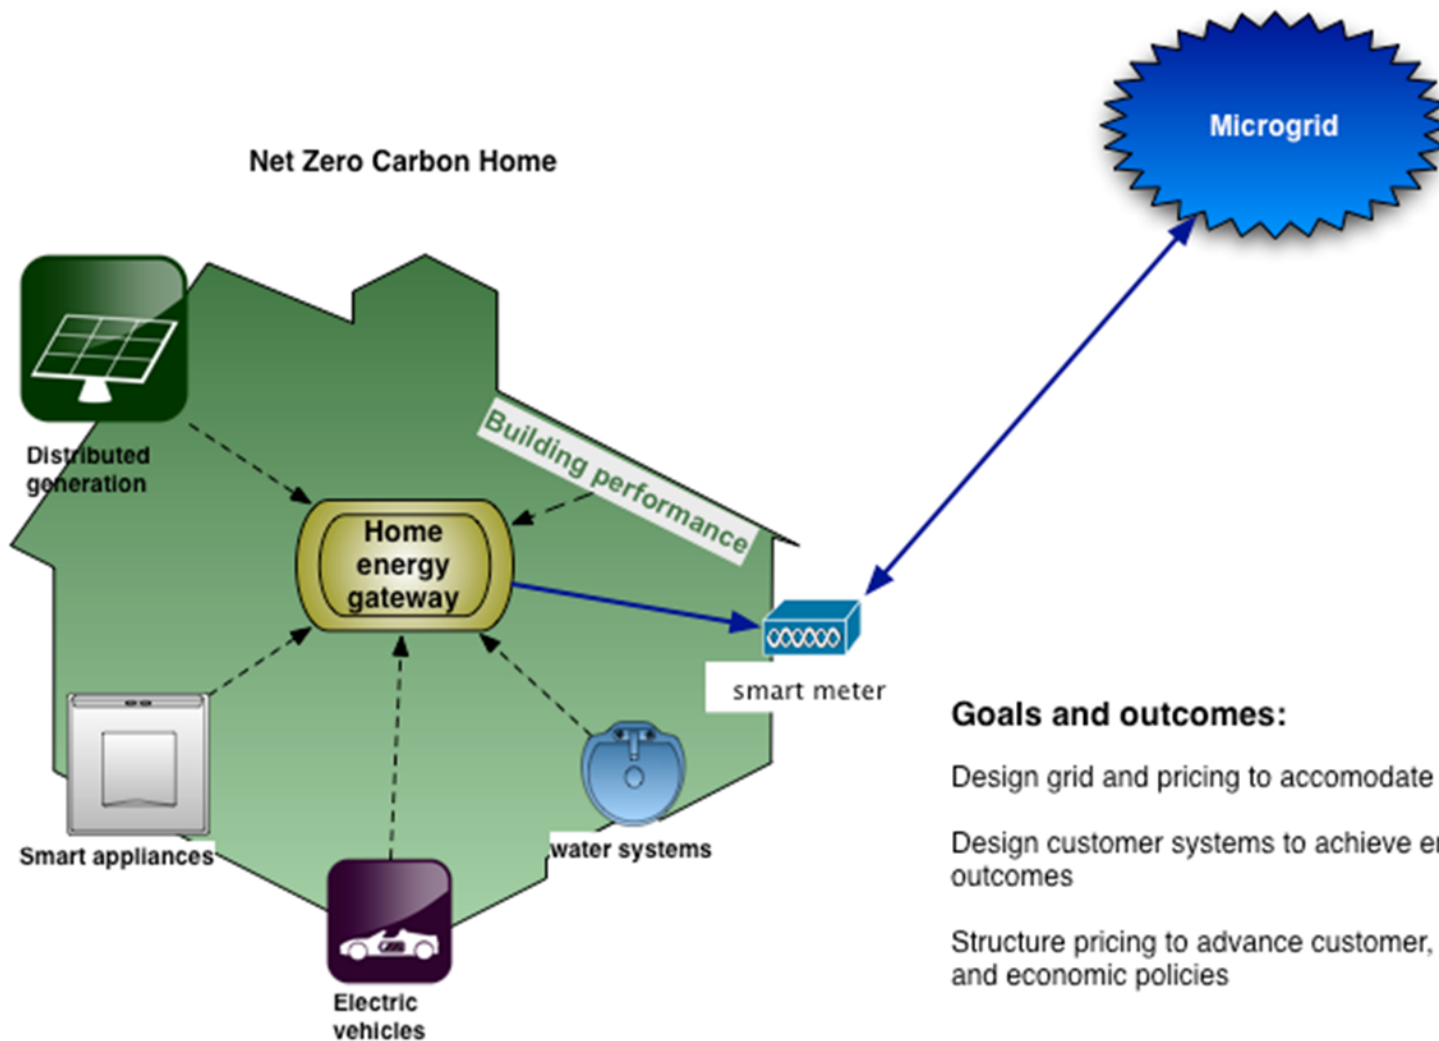 Microgrid
Net Zero Carbon Home
Distributed
generation
Building performance
Home
energy
gateway
smart meter
Smart appliances
water systems
Electric
vehicles
Goals and outcomes:
Design grid and pricing to accomodate
Design customer systems to achieve
outcomes
Structure pricing to advance customer,
and economic policies